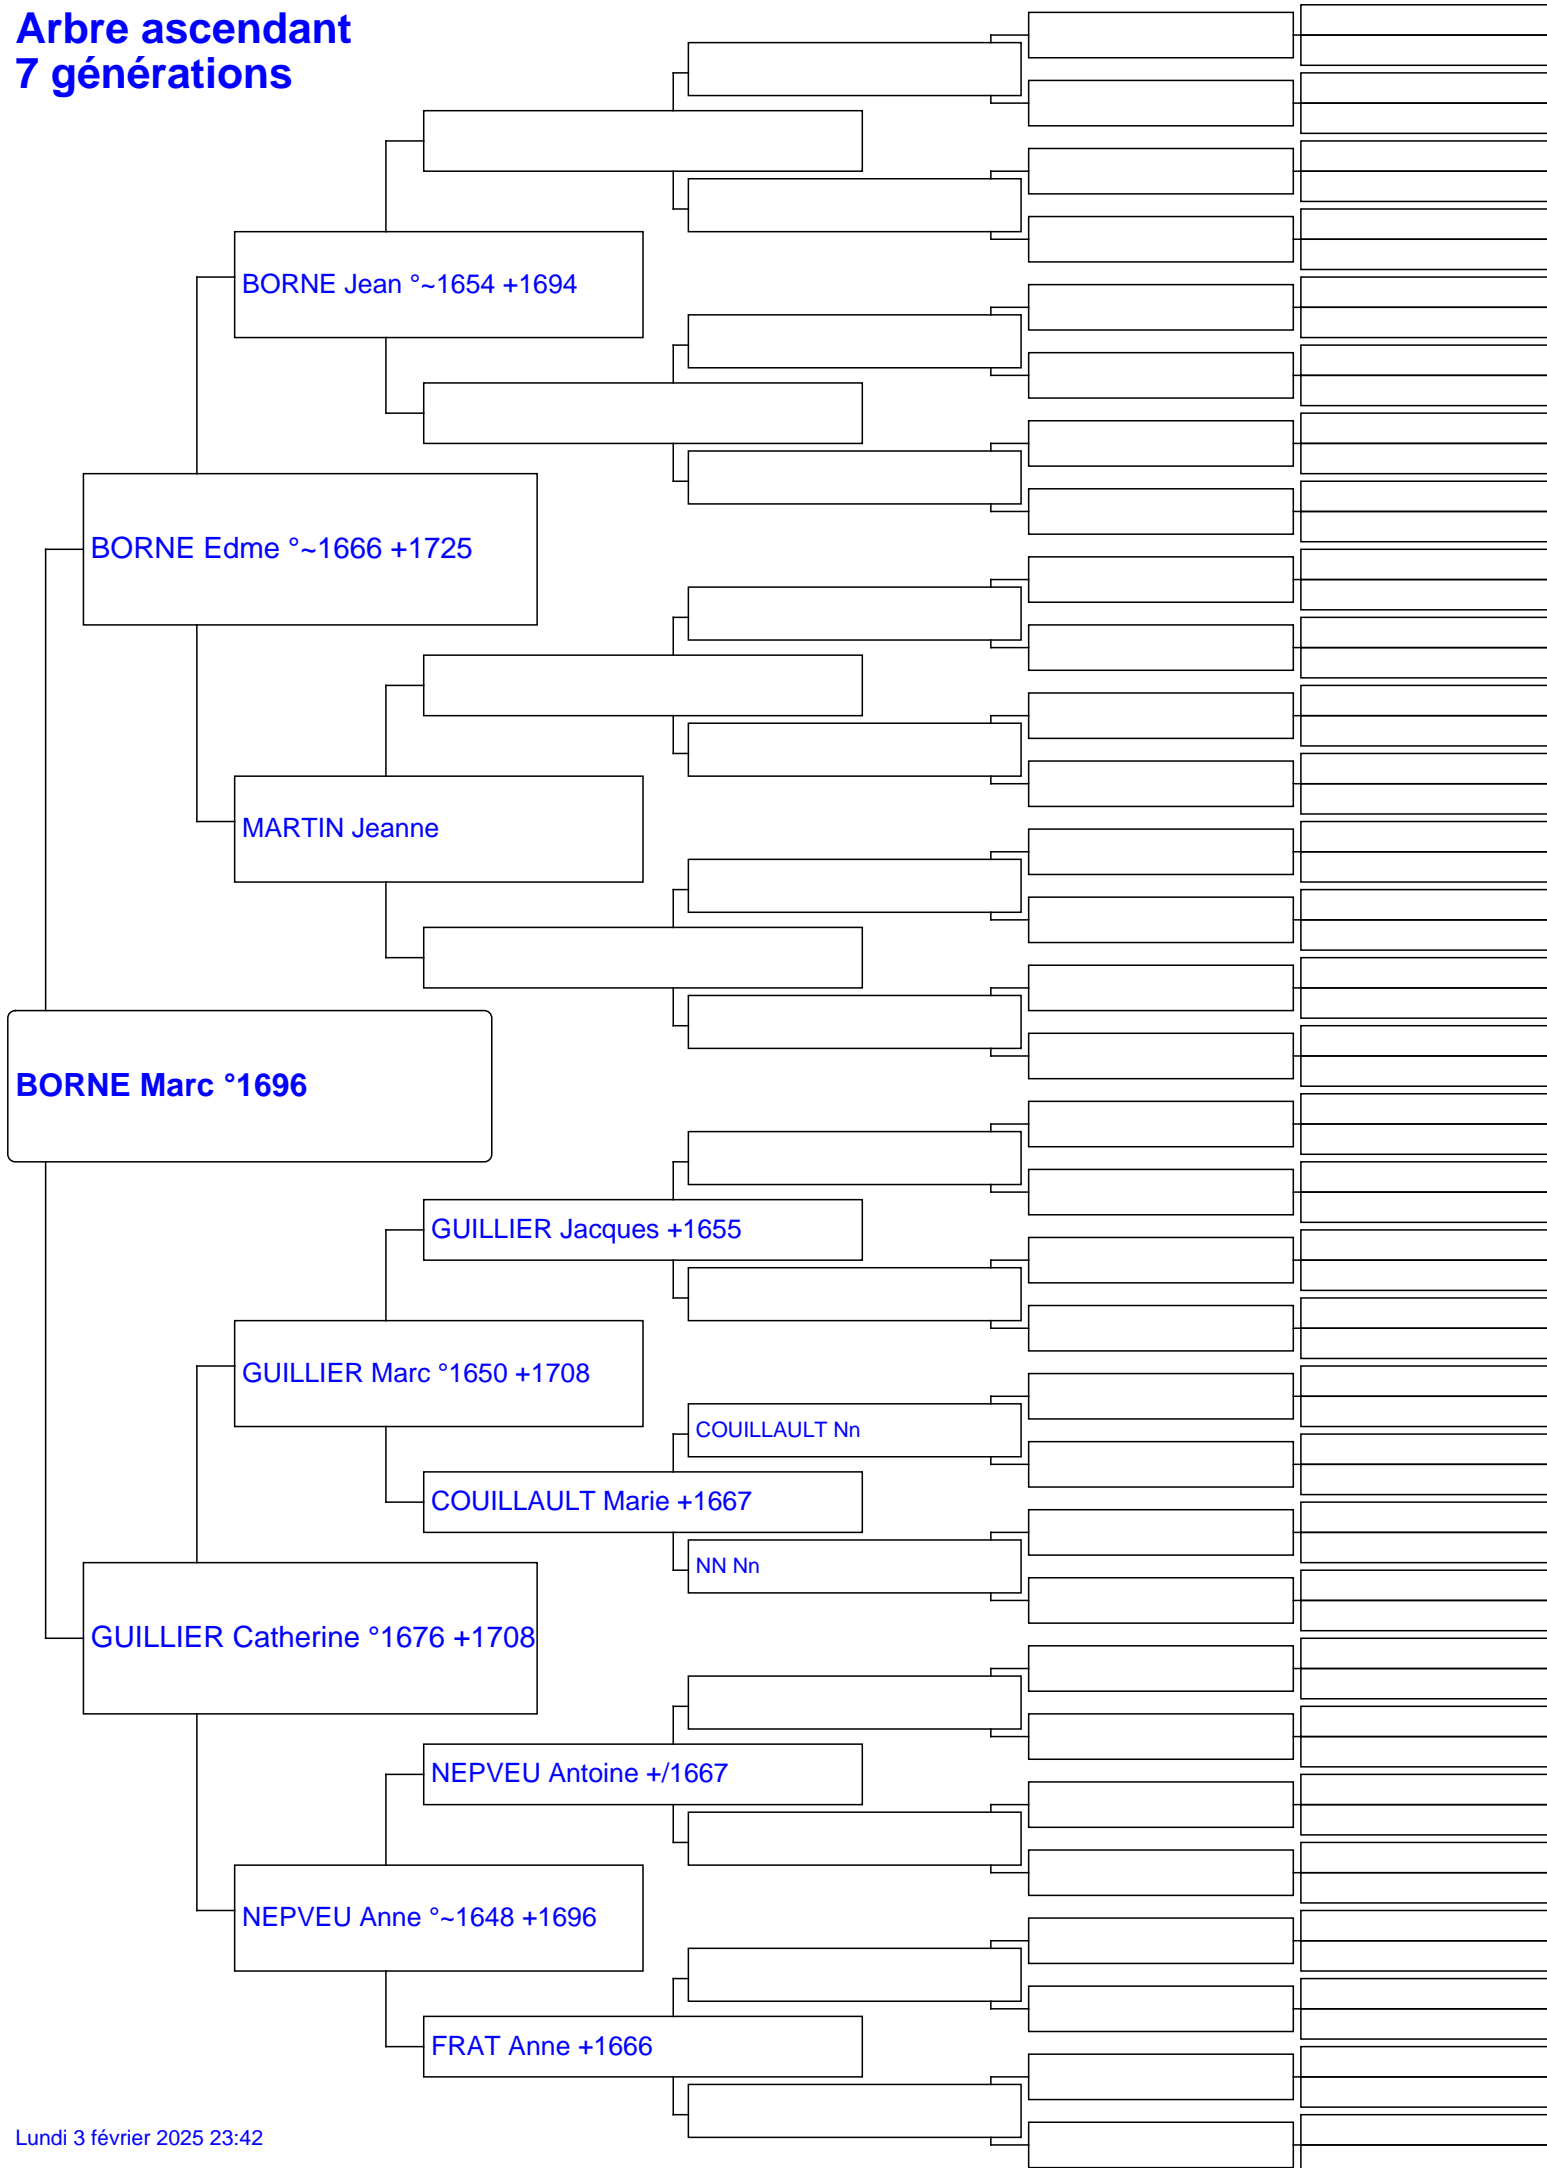 Arbre ascendant
7 générations
BORNE Jean °~1654 +1694
BORNE Edme °~1666 +1725
MARTIN Jeanne
BORNE Marc °1696
GUILLIER Jacques +1655
GUILLIER Marc °1650 +1708
COUILLAULT Nn
COUILLAULT Marie +1667
NN Nn
GUILLIER Catherine °1676 +1708
NEPVEU Antoine +/1667
NEPVEU Anne °~1648 +1696
FRAT Anne +1666
Lundi 3 février 2025 23:42